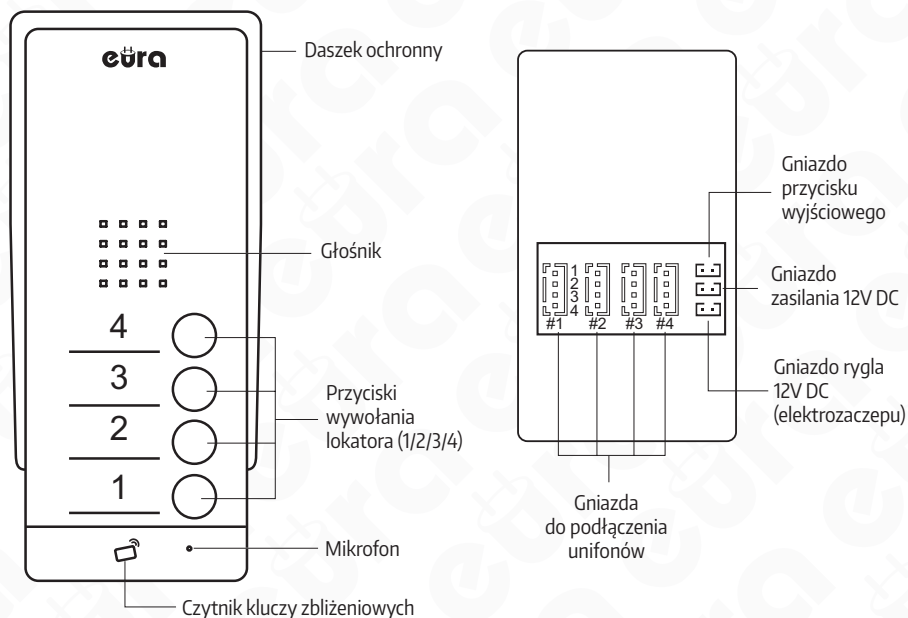 eura
Daszek ochronny
Głośnik
4
3
2
1
Przyciski
wywołania
lokatora (1/2/3/4)
Mikrofon
Czytnik kluczy zbliżeniowych
Gniazdo
przycisku
wyjściowego
Gniazdo
zasilania 12V DC
Gniazdo rygla
12V DC
(elektrozaczepu)
1
2
3
4
#1 #2 #3 #4
Gniazda
do podłączenia
unifonów